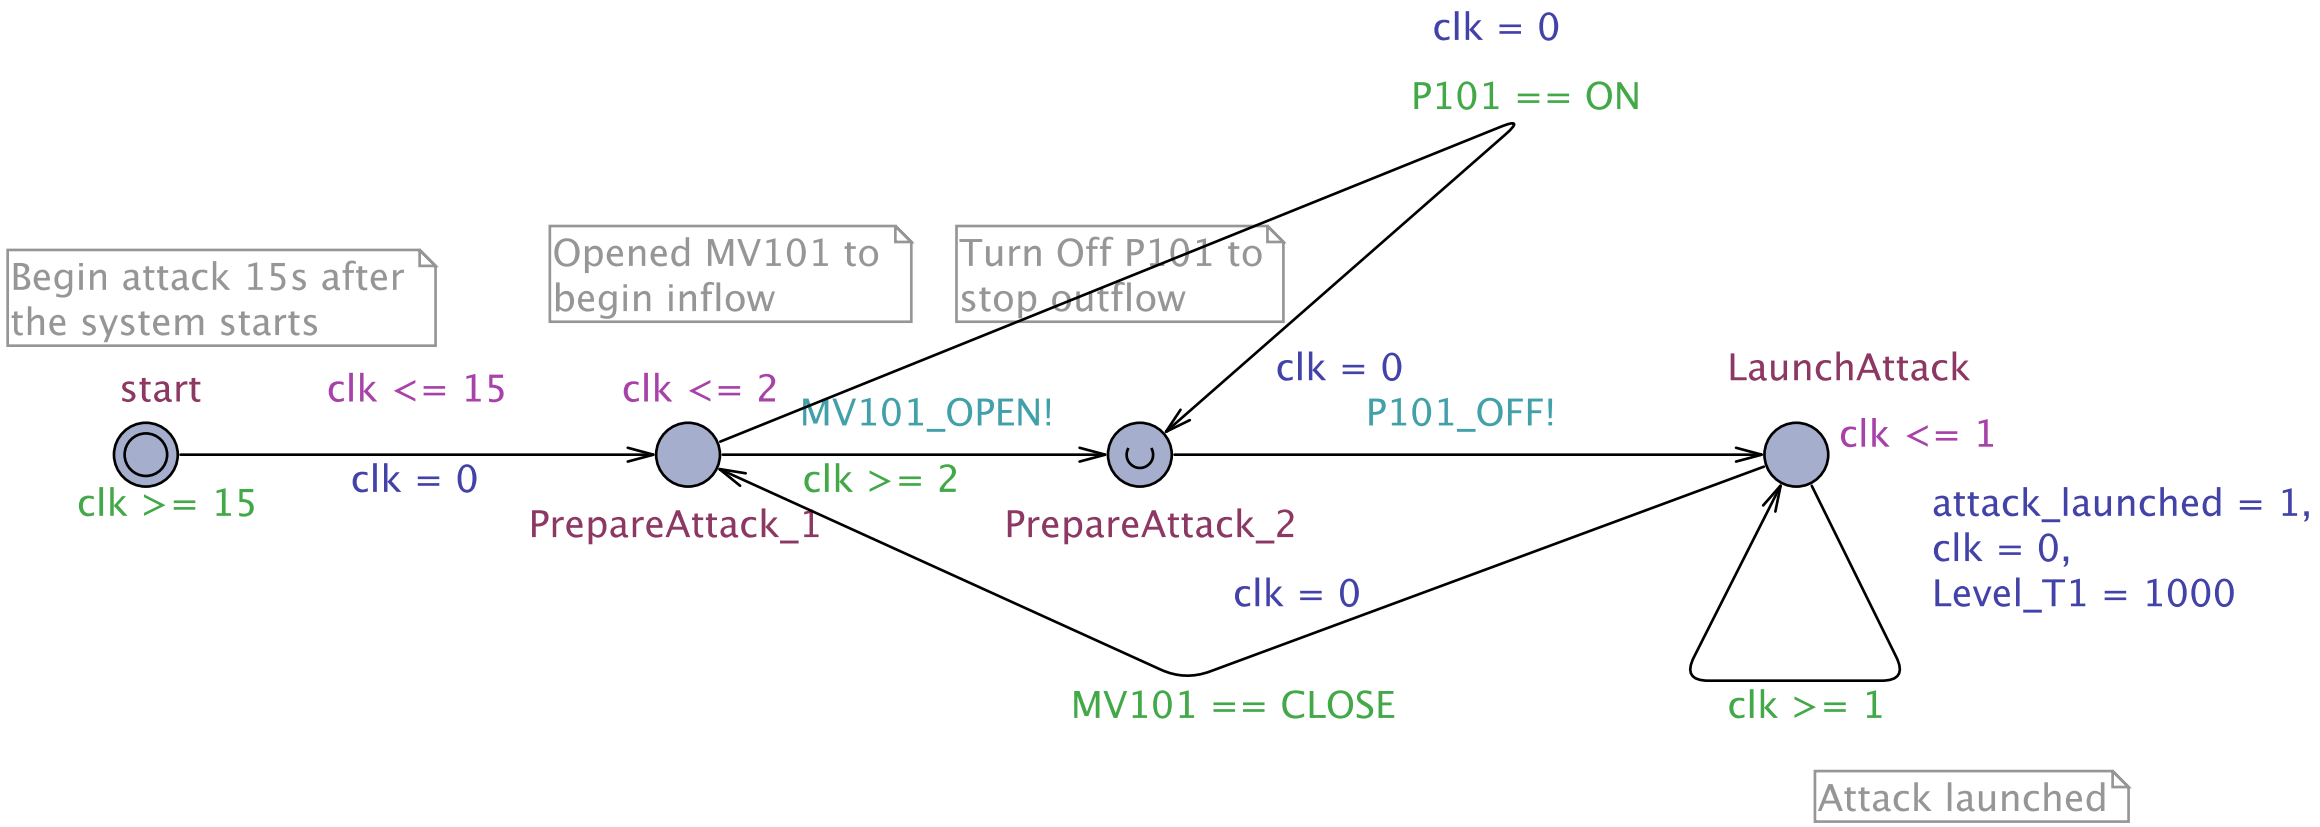 clk = 0
P101 == ON
Opened MV101 to
begin inflow
Turn Off P101 to
stop outflow
Begin attack 15s after
the system starts
start
clk <= 15
clk <= 2
clk = 0
LaunchAttack
MV101_OPEN!
P101_OFF!
clk <= 1
clk >= 15
clk = 0
clk >= 2
PrepareAttack_1
PrepareAttack_2
attack_launched = 1,
clk = 0,
Level_T1 = 1000
clk = 0
MV101 == CLOSE
clk >= 1
Attack launched